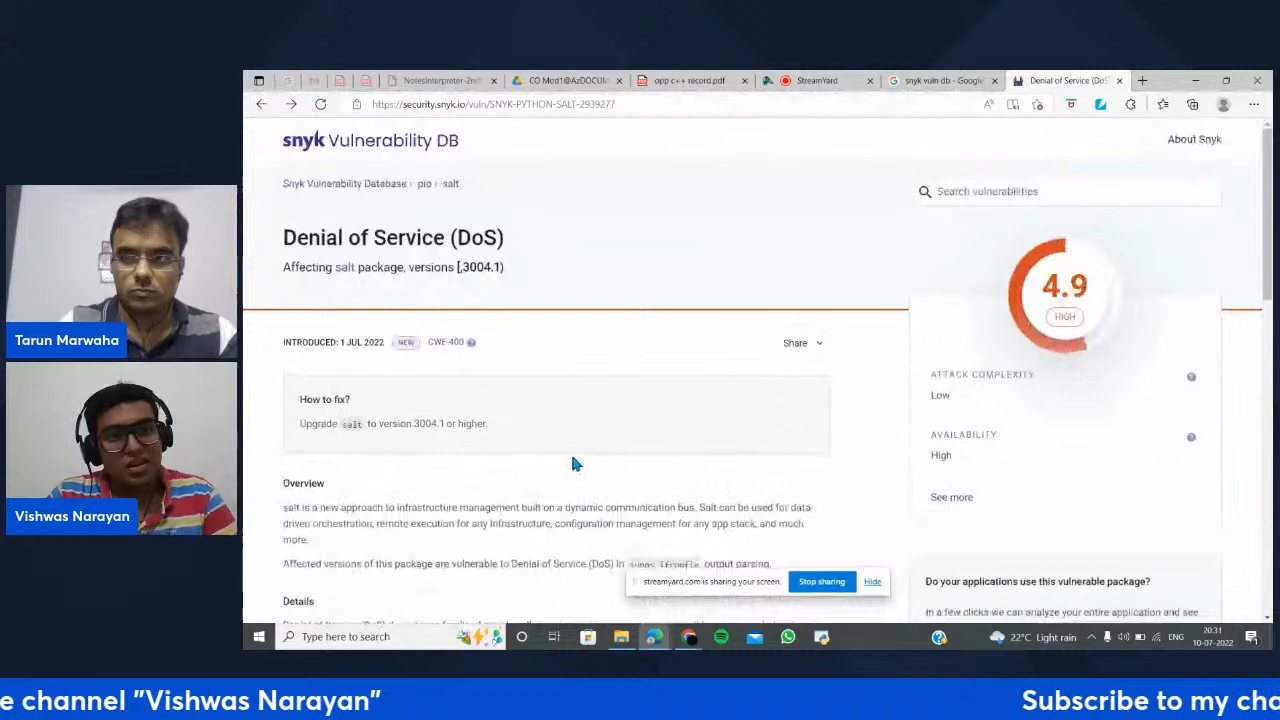 NotesInterpreter-2nd
CO Mod1@AzDOCUM
oop c++ record.pdf
StreamYard
snyk vuln db - Google
Denial of Service (DoS)
https://security.snyk.io/vuln/SNYK-PYTHON-SALT-2939277
snyk Vulnerability DB
About Snyk
Snyk Vulnerability Database › pip › salt
Search vulnerabilities
Denial of Service (DoS)
Affecting salt package, versions [,3004.1)
4.9
HIGH
INTRODUCED: 1 JUL 2022 NEW CWE-400
Share
How to fix?
Upgrade salt to version 3004.1 or higher.
ATTACK COMPLEXITY
Low
AVAILABILITY
High
See more
Overview
salt is a new approach to infrastructure management built on a dynamic communication bus. Salt can be used for data-
driven orchestration, remote execution for any infrastructure, configuration management for any app stack, and much
more.
Affected versions of this package are vulnerable to Denial of Service (DoS) in junos ifconfig output parsing.
Details
streamyard.com is sharing your screen.
Stop sharing
Hide
Do your applications use this vulnerable package?
In a few clicks we can analyze your entire application and see
Tarun Marwaha
Vishwas Narayan
Type here to search
22°C Light rain
ENG
20:31
10-07-2022
e channel "Vishwas Narayan"
Subscribe to my cha